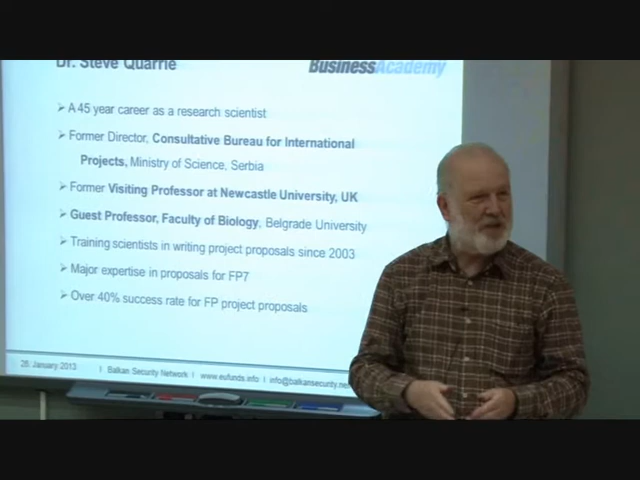 Dr. Steve Quarrie
BusinessAcademy
➢ A 45 year career as a research scientist
➢ Former Director, Consultative Bureau for International
Projects, Ministry of Science, Serbia
➢ Former Visiting Professor at Newcastle University, UK
➢ Guest Professor, Faculty of Biology, Belgrade University
➢ Training scientists in writing project proposals since 2003
➢ Major expertise in proposals for FP7
➢ Over 40% success rate for FP project proposals
26. January 2013 I Balkan Security Network I www.eufunds.info I info@balkansecurity.net